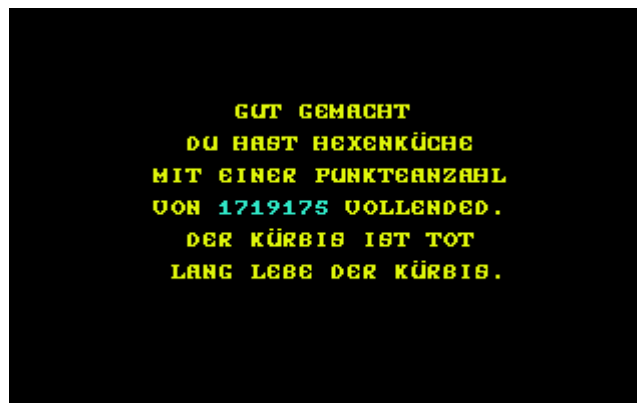 GUT GEMACHT
DU HAST HEXENKÜCHE
MIT EINER PUNKTEANZAHL
VON 1719175 VOLLENDED.
DER KÜRBIS IST TOT
LANG LEBE DER KÜRBIS.